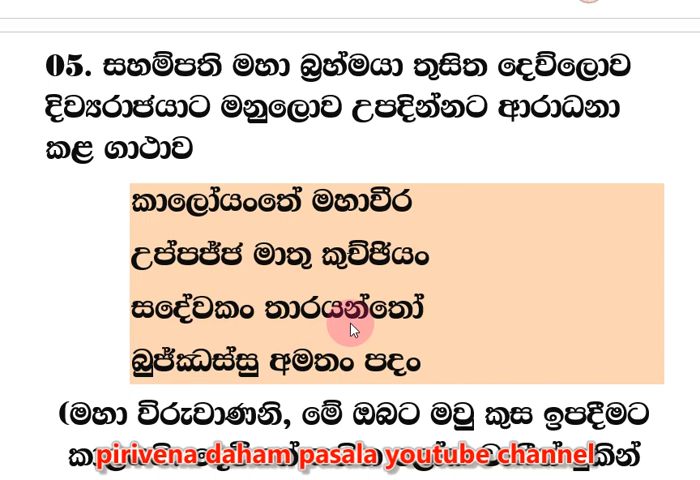 05. සහම්පති මහා බ්‍රහ්මයා තුසිත දෙව්ලොව
දිව්‍යරාජයාට මනුලොව උපදින්නට ආරාධනා
කළ ගාථාව
කාලෝයංතේ මහාවීර
උප්පජ්ජ මාතු කුච්ඡියං
සදේවකං තාරයන්තෝ
බුජ්ඣස්සු අමතං පදං
(මහා විරුවාණනි, මේ ඔබට මවු කුස ඉපදීමට
pirivena daham pasala youtube channel